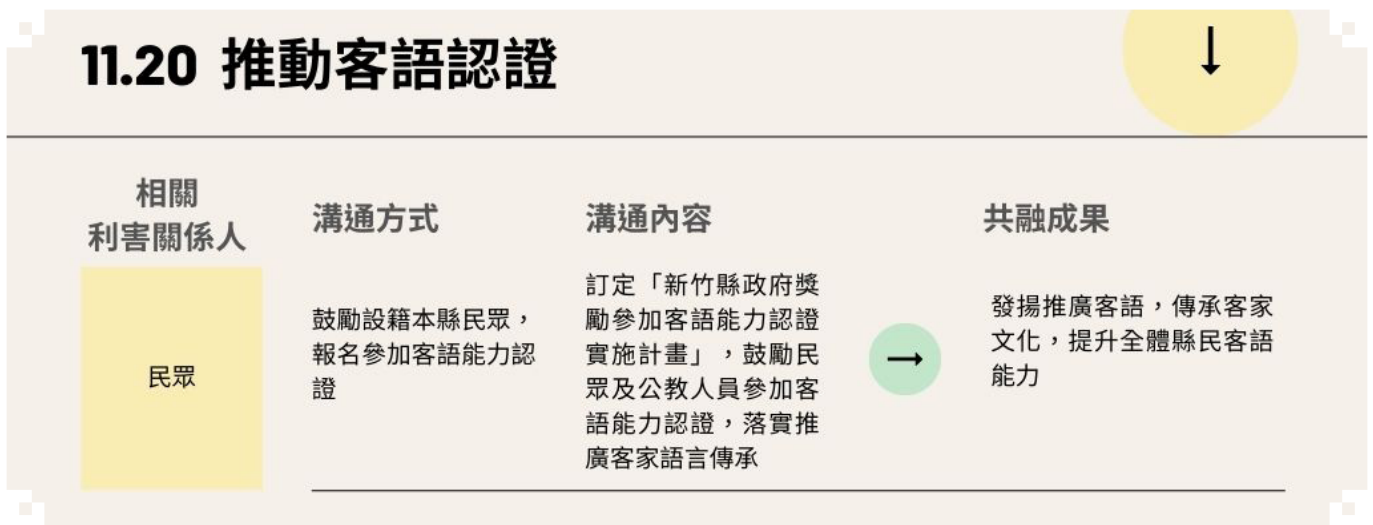 11.20 推動客語認證
相關
利害關係人
溝通方式
溝通內容
共融成果
民眾
鼓勵設籍本縣民眾，
報名參加客語能力認
證
訂定「新竹縣政府獎
勵參加客語能力認證
實施計畫」，鼓勵民
眾及公教人員參加客
語能力認證，落實推
廣客家語言傳承
發揚推廣客語，傳承客家
文化，提升全體縣民客語
能力